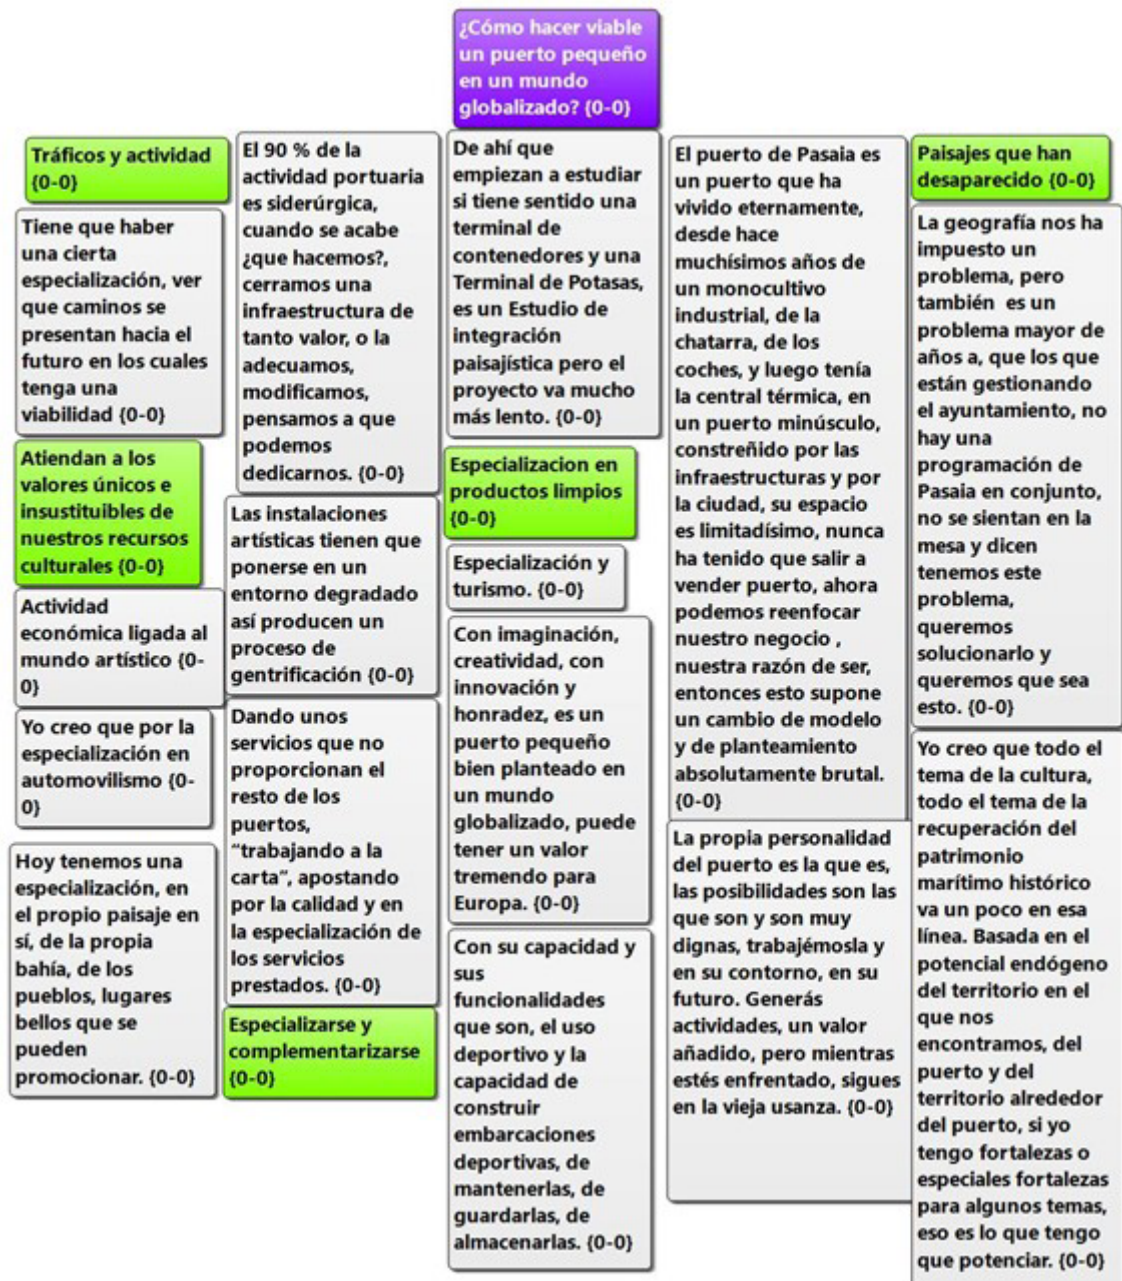 ¿Cómo hacer viable
un puerto pequeño
en un mundo
globalizado? {0-0}
Tráficos y actividad
{0-0}
Tiene que haber
una cierta
especialización, ver
que caminos se
presentan hacia el
futuro en los cuales
tenga una
viabilidad {0-0}
Atiendan a los
valores únicos e
insustituibles de
nuestros recursos
culturales {0-0}
Actividad
económica ligada al
mundo artístico {0-
0}
Yo creo que por la
especialización en
automovilismo {0-
0}
Hoy tenemos una
especialización, en
el propio paisaje en
sí, de la propia
bahía, de los
pueblos, lugares
bellos que se
pueden
promocionar. {0-0}
El 90 % de la
actividad portuaria
es siderúrgica,
cuando se acabe
¿que hacemos?,
cerramos una
infraestructura de
tanto valor, o la
adecuamos,
modificamos,
pensamos a que
podemos
dedicarnos. {0-0}
Las instalaciones
artísticas tienen que
ponerse en un
entorno degradado
así producen un
proceso de
gentrificación {0-0}
Dando unos
servicios que no
proporcionan el
resto de los
puertos,
“trabajando a la
carta”, apostando
por la calidad y en
la especialización de
los servicios
prestados. {0-0}
Especializarse y
complementarizarse
{0-0}
De ahí que
empiezan a estudiar
si tiene sentido una
terminal de
contenedores y una
Terminal de Potasas,
es un Estudio de
integración
paisajística pero el
proyecto va mucho
más lento. {0-0}
Especializacion en
productos limpios
{0-0}
Especialización y
turismo. {0-0}
Con imaginación,
creatividad, con
innovación y
honradez, es un
puerto pequeño
bien planteado en
un mundo
globalizado, puede
tener un valor
tremendo para
Europa. {0-0}
Con su capacidad y
sus
funcionalidades
que son, el uso
deportivo y la
capacidad de
construir
embarcaciones
deportivas, de
mantenerlas, de
guardarlas, de
almacenarlas. {0-0}
El puerto de Pasaia es
un puerto que ha
vivido eternamente,
desde hace
muchísimos años de
un monocultivo
industrial, de la
chatarra, de los
coches, y luego tenía
la central térmica, en
un puerto minúsculo,
constreñido por las
infraestructuras y por
la ciudad, su espacio
es limitadísimo, nunca
ha tenido que salir a
vender puerto, ahora
podemos reenfocar
nuestro negocio ,
nuestra razón de ser,
entonces esto supone
un cambio de modelo
y de planteamiento
absolutamente brutal.
{0-0}
La propia personalidad
del puerto es la que es,
las posibilidades son las
que son y son muy
dignas, trabajémosla y
en su contorno, en su
futuro. Generás
actividades, un valor
añadido, pero mientras
estés enfrentado, sigues
en la vieja usanza. {0-0}
Paisajes que han
desaparecido {0-0}
La geografía nos ha
impuesto un
problema, pero
también es un
problema mayor de
años a, que los que
están gestionando
el ayuntamiento, no
hay una
programación de
Pasaia en conjunto,
no se sientan en la
mesa y dicen
tenemos este
problema,
queremos
solucionarlo y
queremos que sea
esto. {0-0}
Yo creo que todo el
tema de la cultura,
todo el tema de la
recuperación del
patrimonio
marítimo histórico
va un poco en esa
línea. Basada en el
potencial endógeno
del territorio en el
que nos
encontramos, del
puerto y del
territorio alrededor
del puerto, si yo
tengo fortalezas o
especiales fortalezas
para algunos temas,
eso es lo que tengo
que potenciar. {0-0}